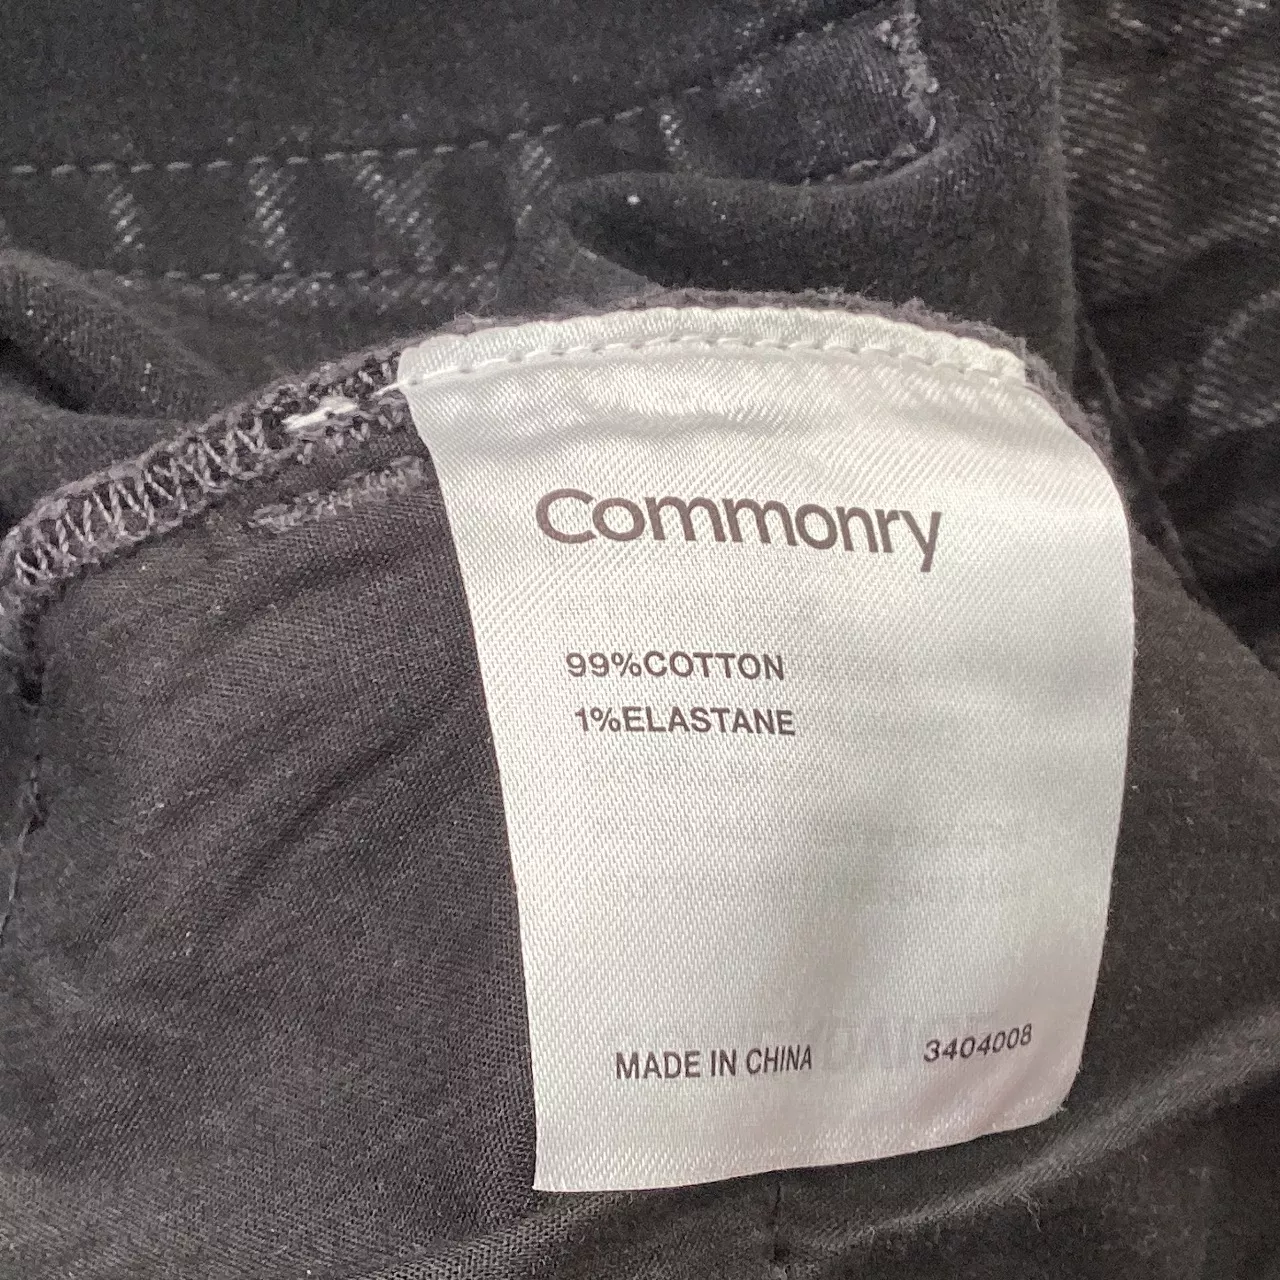 Commonry
99%COTTON
1%ELASTANE
MADE IN CHINA 3404008